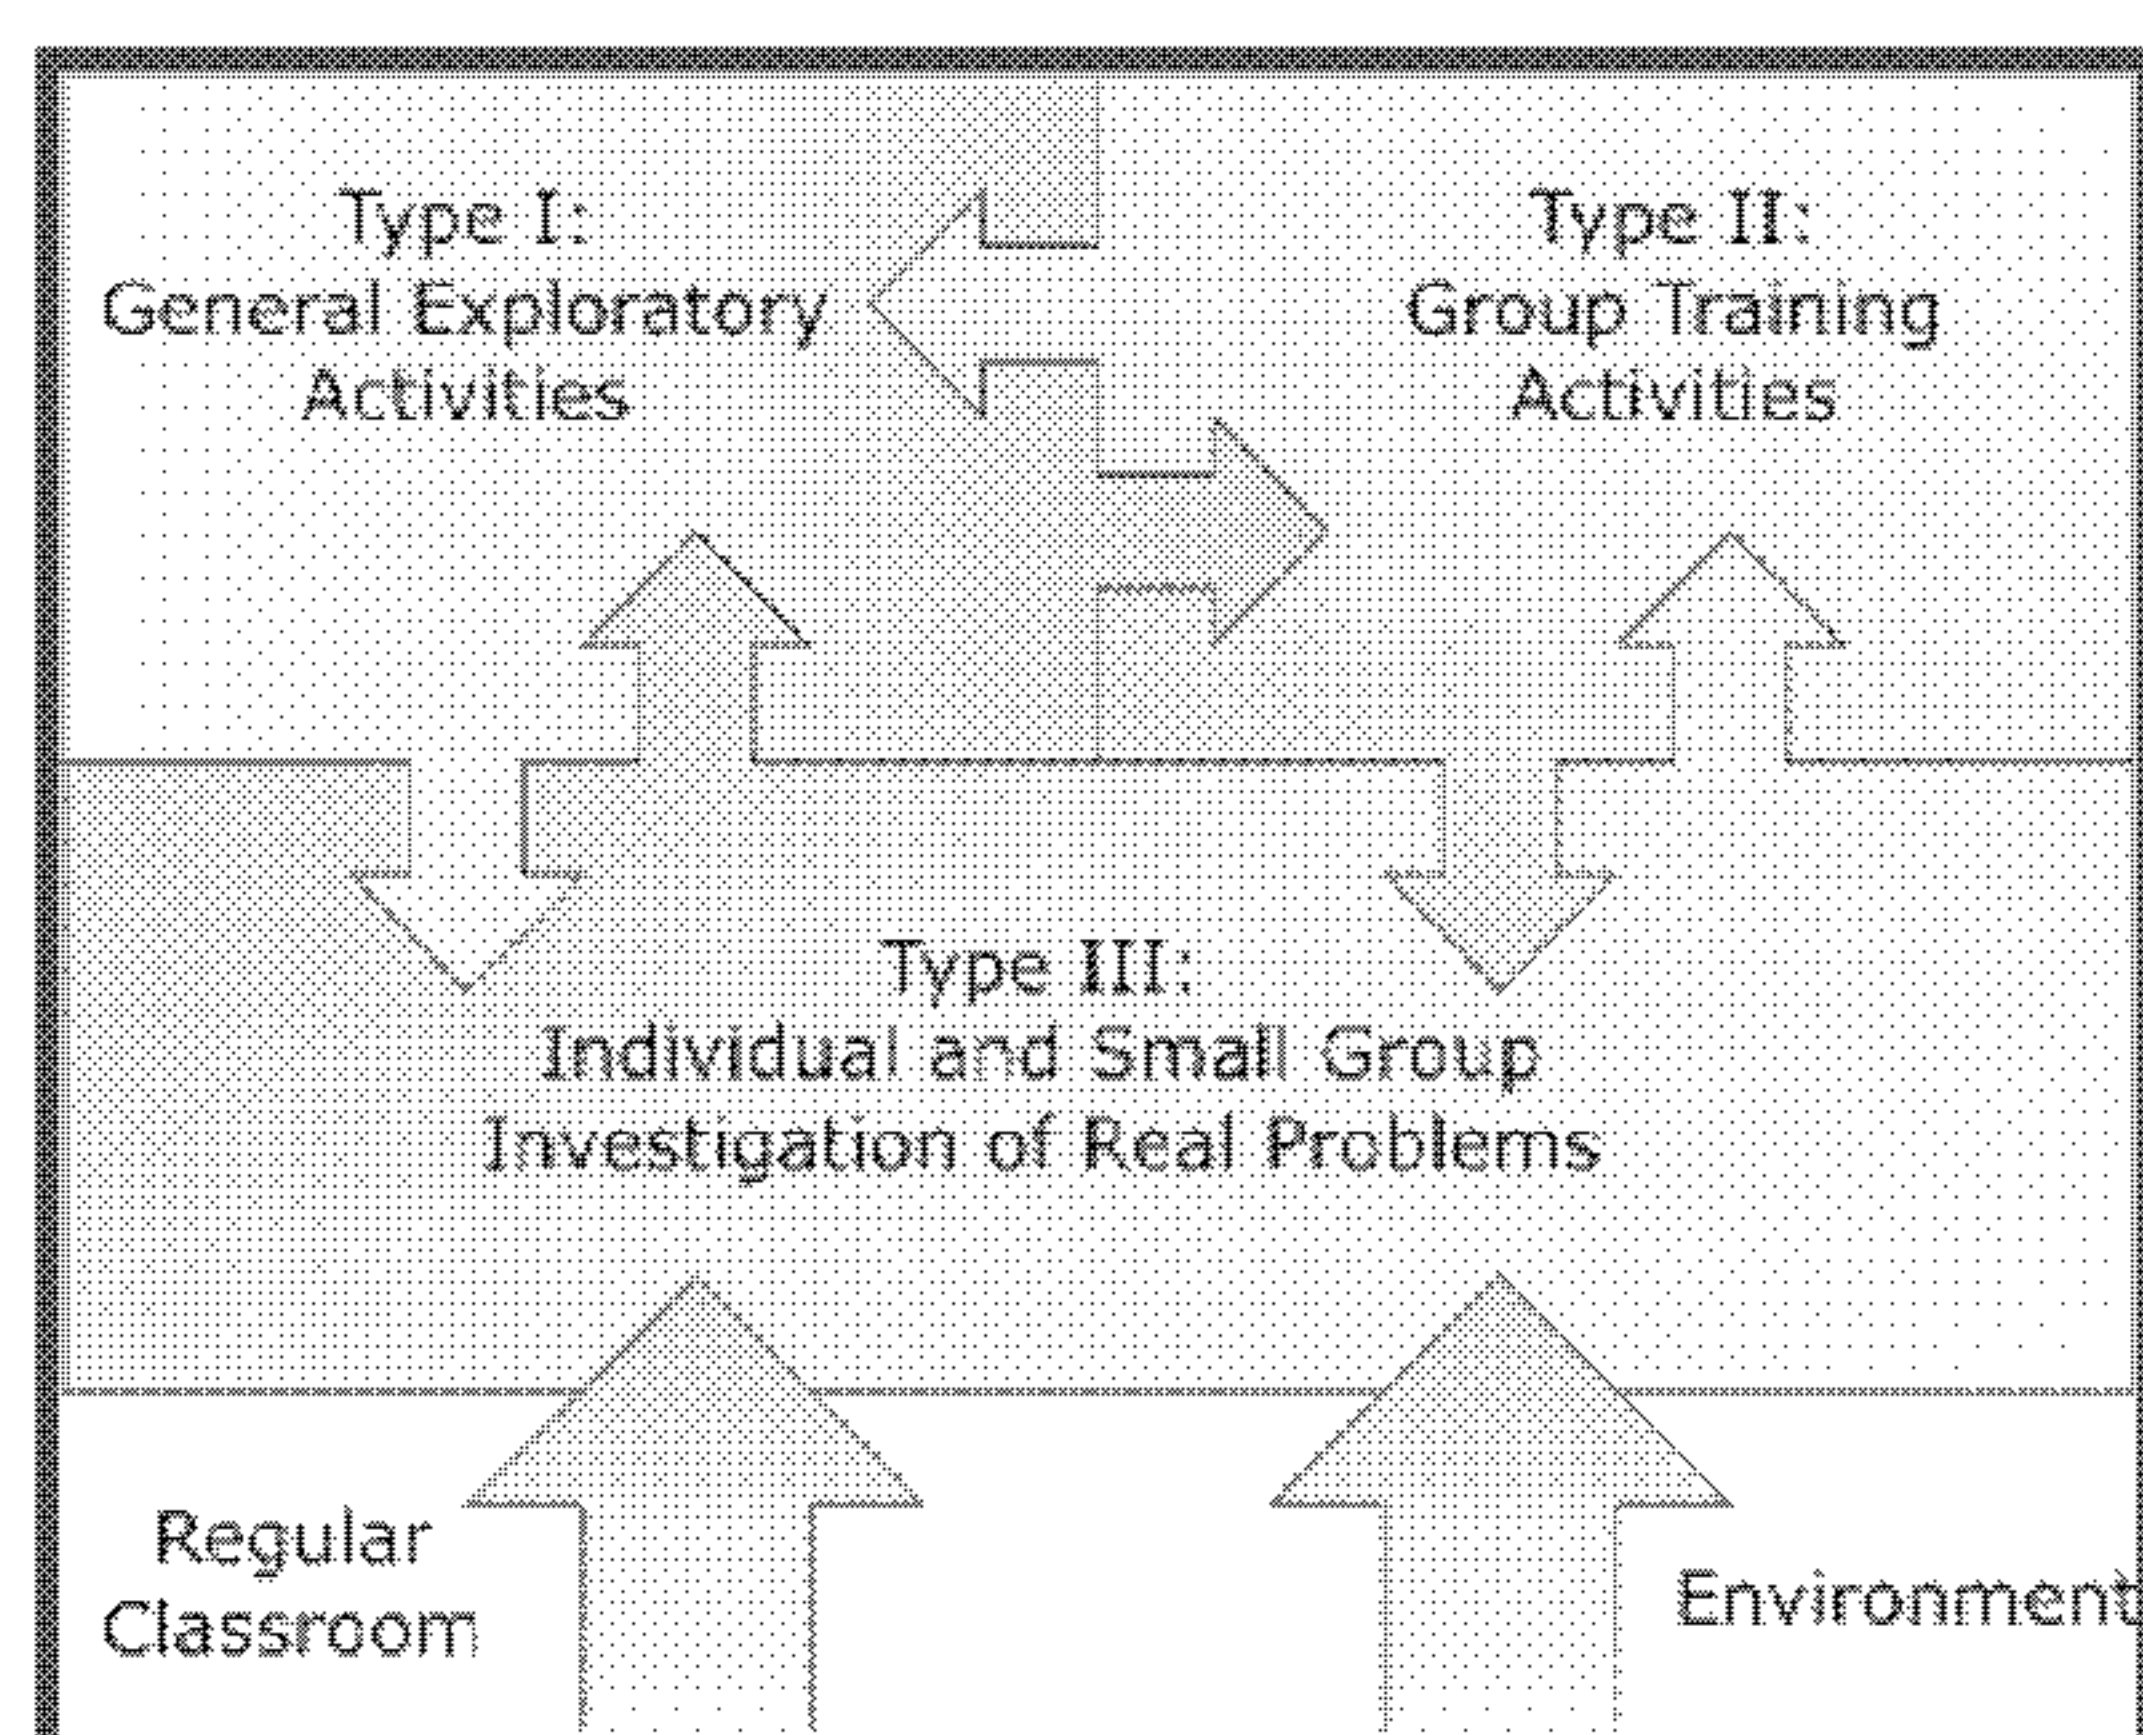 Type I:
General Exploratory
Activities
Type II:
Group Training
Activities
Type III:
Individual and Small Group
Investigation of Real Problems
Regular
Classroom
Environment